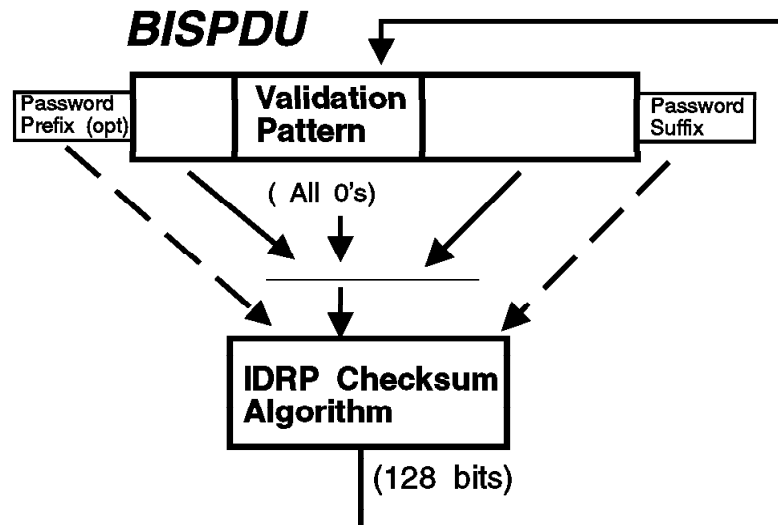 BISPDU
Password
Prefix (opt)
Validation
Pattern
Password
Suffix
( All 0's)
IDRP Checksum
Algorithm
(128 bits)